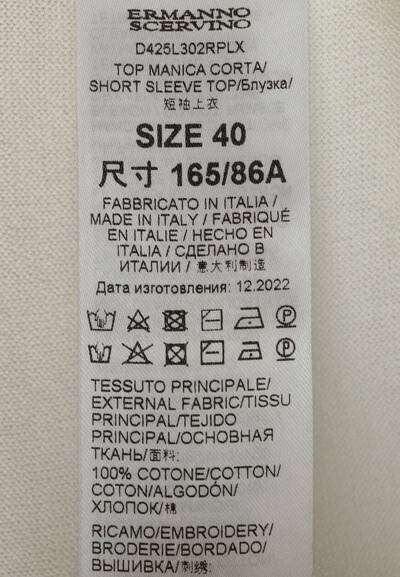 ERMANNO
SCERVINO
D425L302RPLX
TOP MANICA CORTA/
SHORT SLEEVE TOP/Блузка/
短袖上衣
SIZE 40
尺寸 165/86A
FABBRICATO IN ITALIA /
MADE IN ITALY / FABRIQUÉ
EN ITALIE / HECHO EN
ITALIA / СДЕЛАНО В
ИТАЛИИ / 意大利制造
Дата изготовления: 12.2022
TESSUTO PRINCIPALE/
EXTERNAL FABRIC/TISSU
PRINCIPAL/TEJIDO
PRINCIPAL/ОСНОВНАЯ
ТКАНЬ/面料:
100% COTONE/COTTON/
COTON/ALGODÓN/
ХЛОПОК/棉
RICAMO/EMBROIDERY/
BRODERIE/BORDADO/
ВЫШИВКА/刺绣: